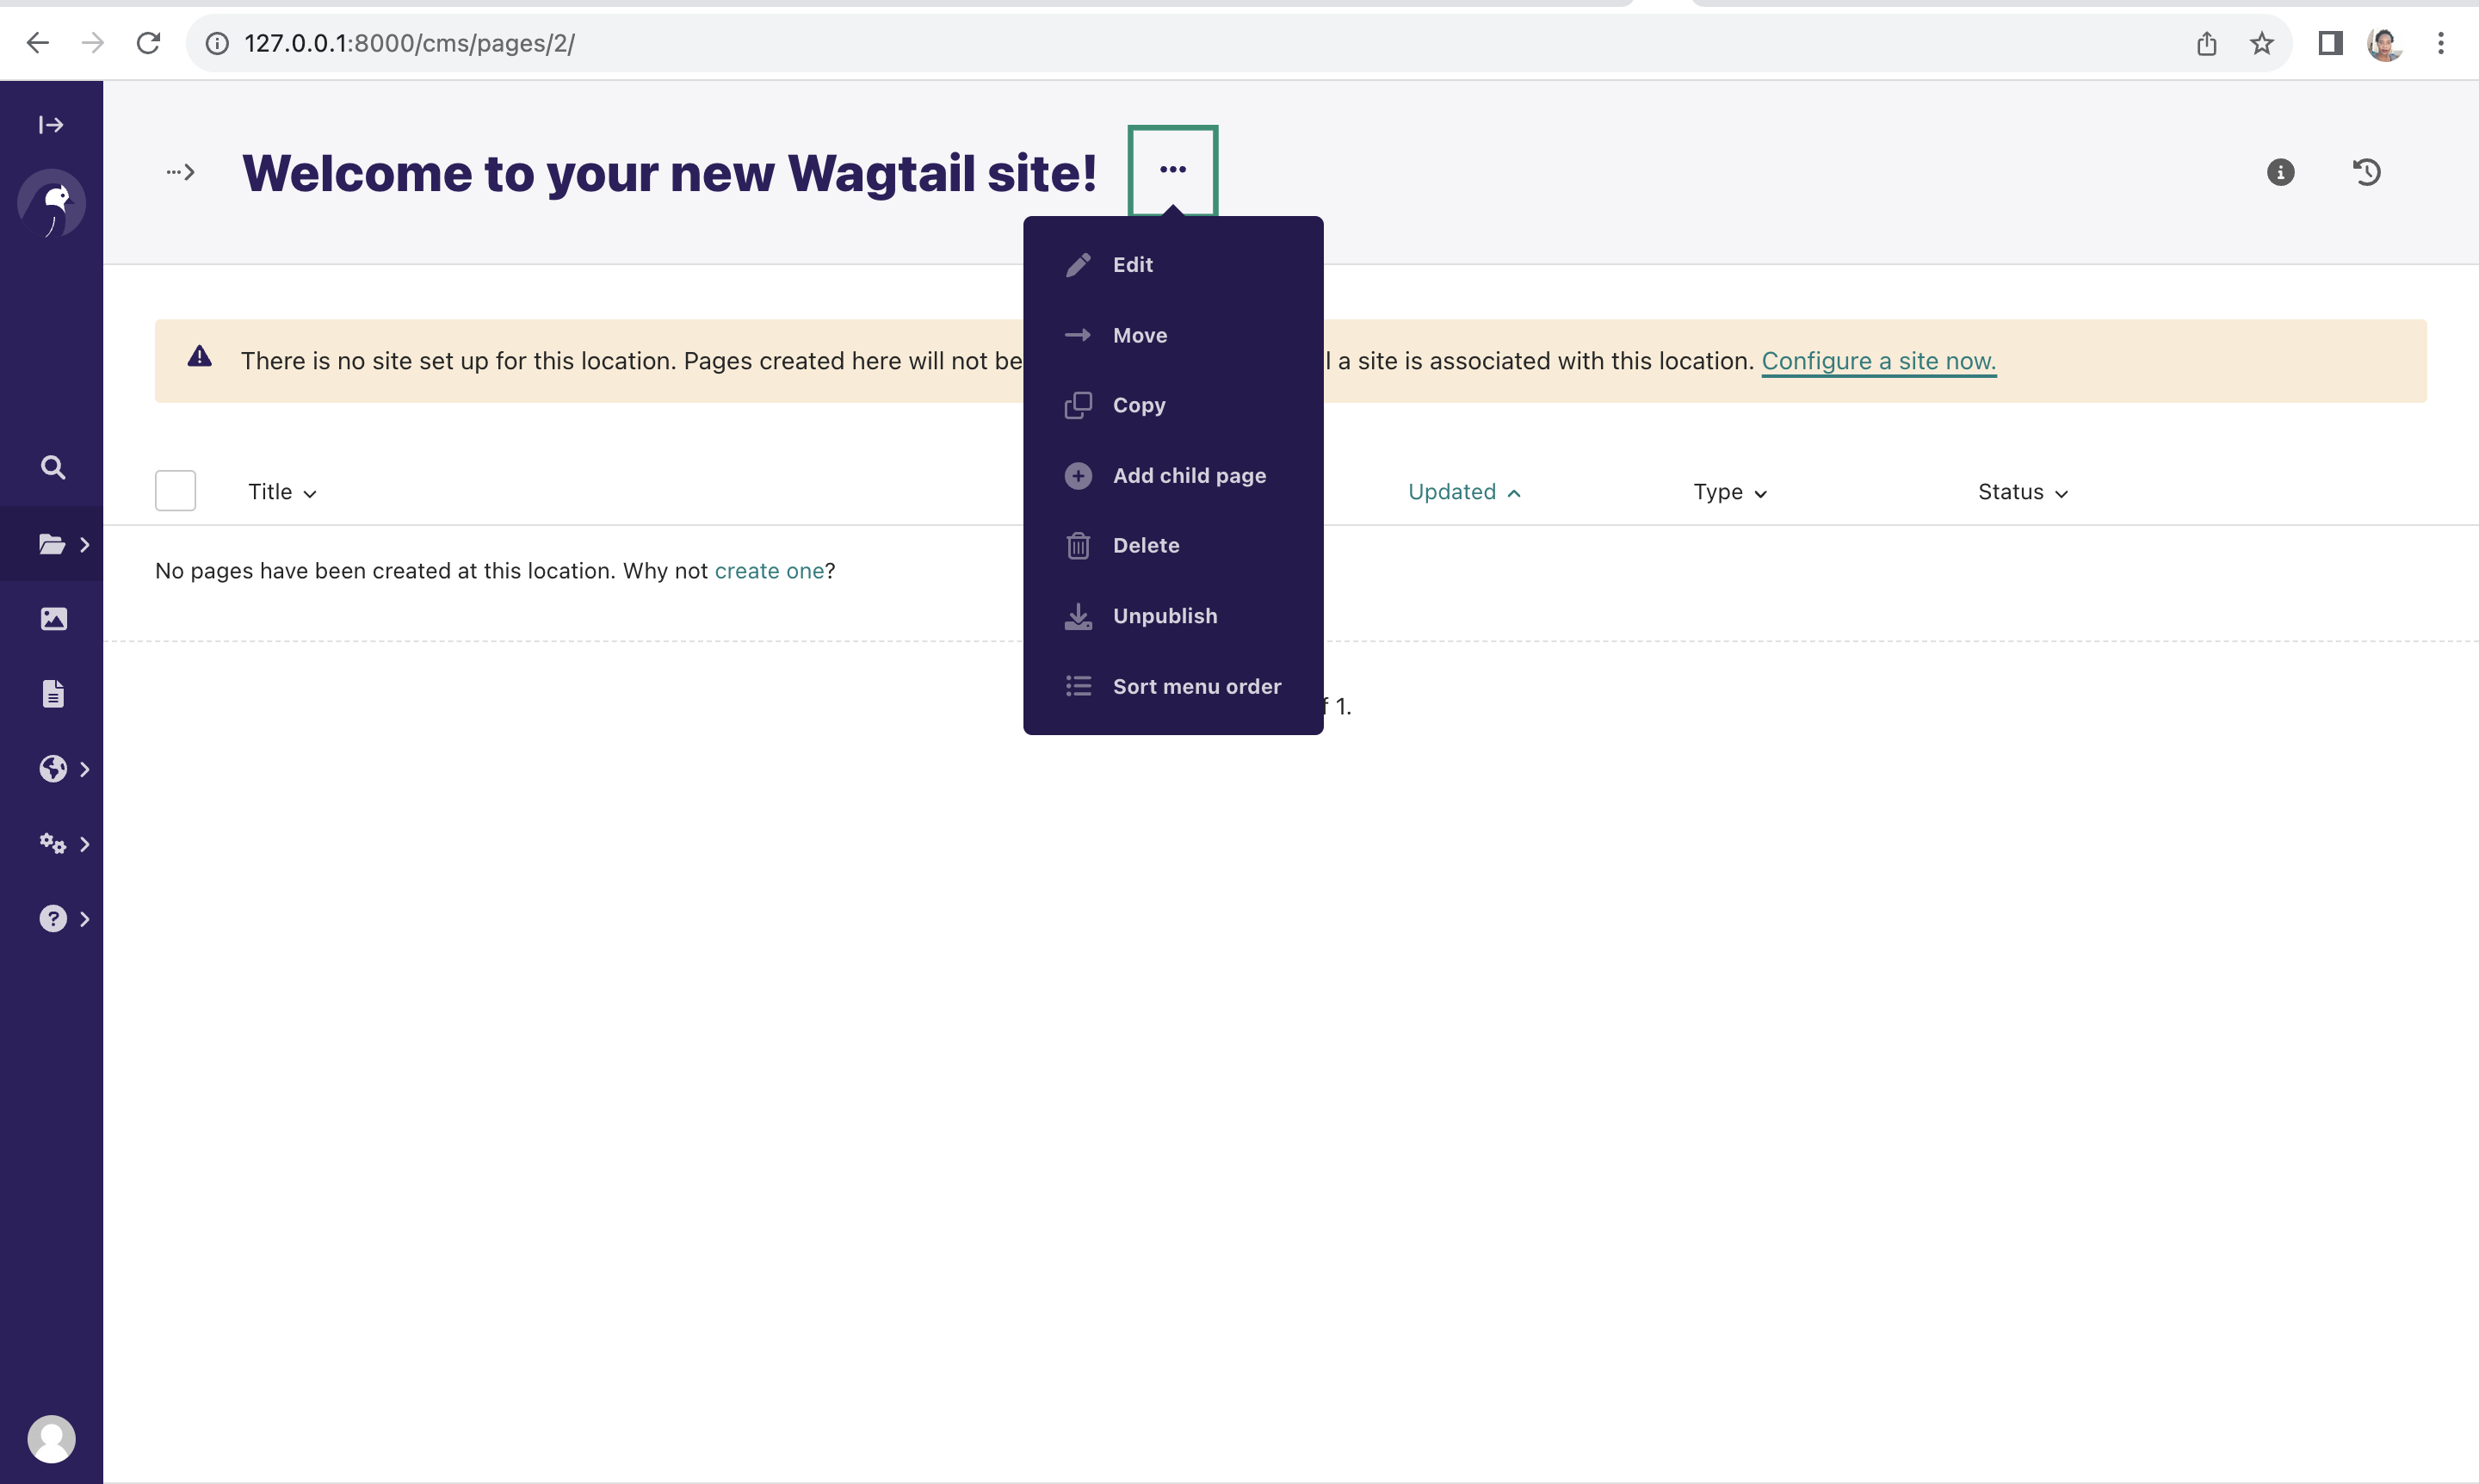 127.0.0.1:8000/cms/pages/2/
Welcome to your new Wagtail site!
Edit
Move
Copy
Add child page
Delete
Unpublish
Sort menu order
There is no site set up for this location. Pages created here will not be
a site is associated with this location. Configure a site now.
Title
Updated
Type
Status
No pages have been created at this location. Why not create one?
1.